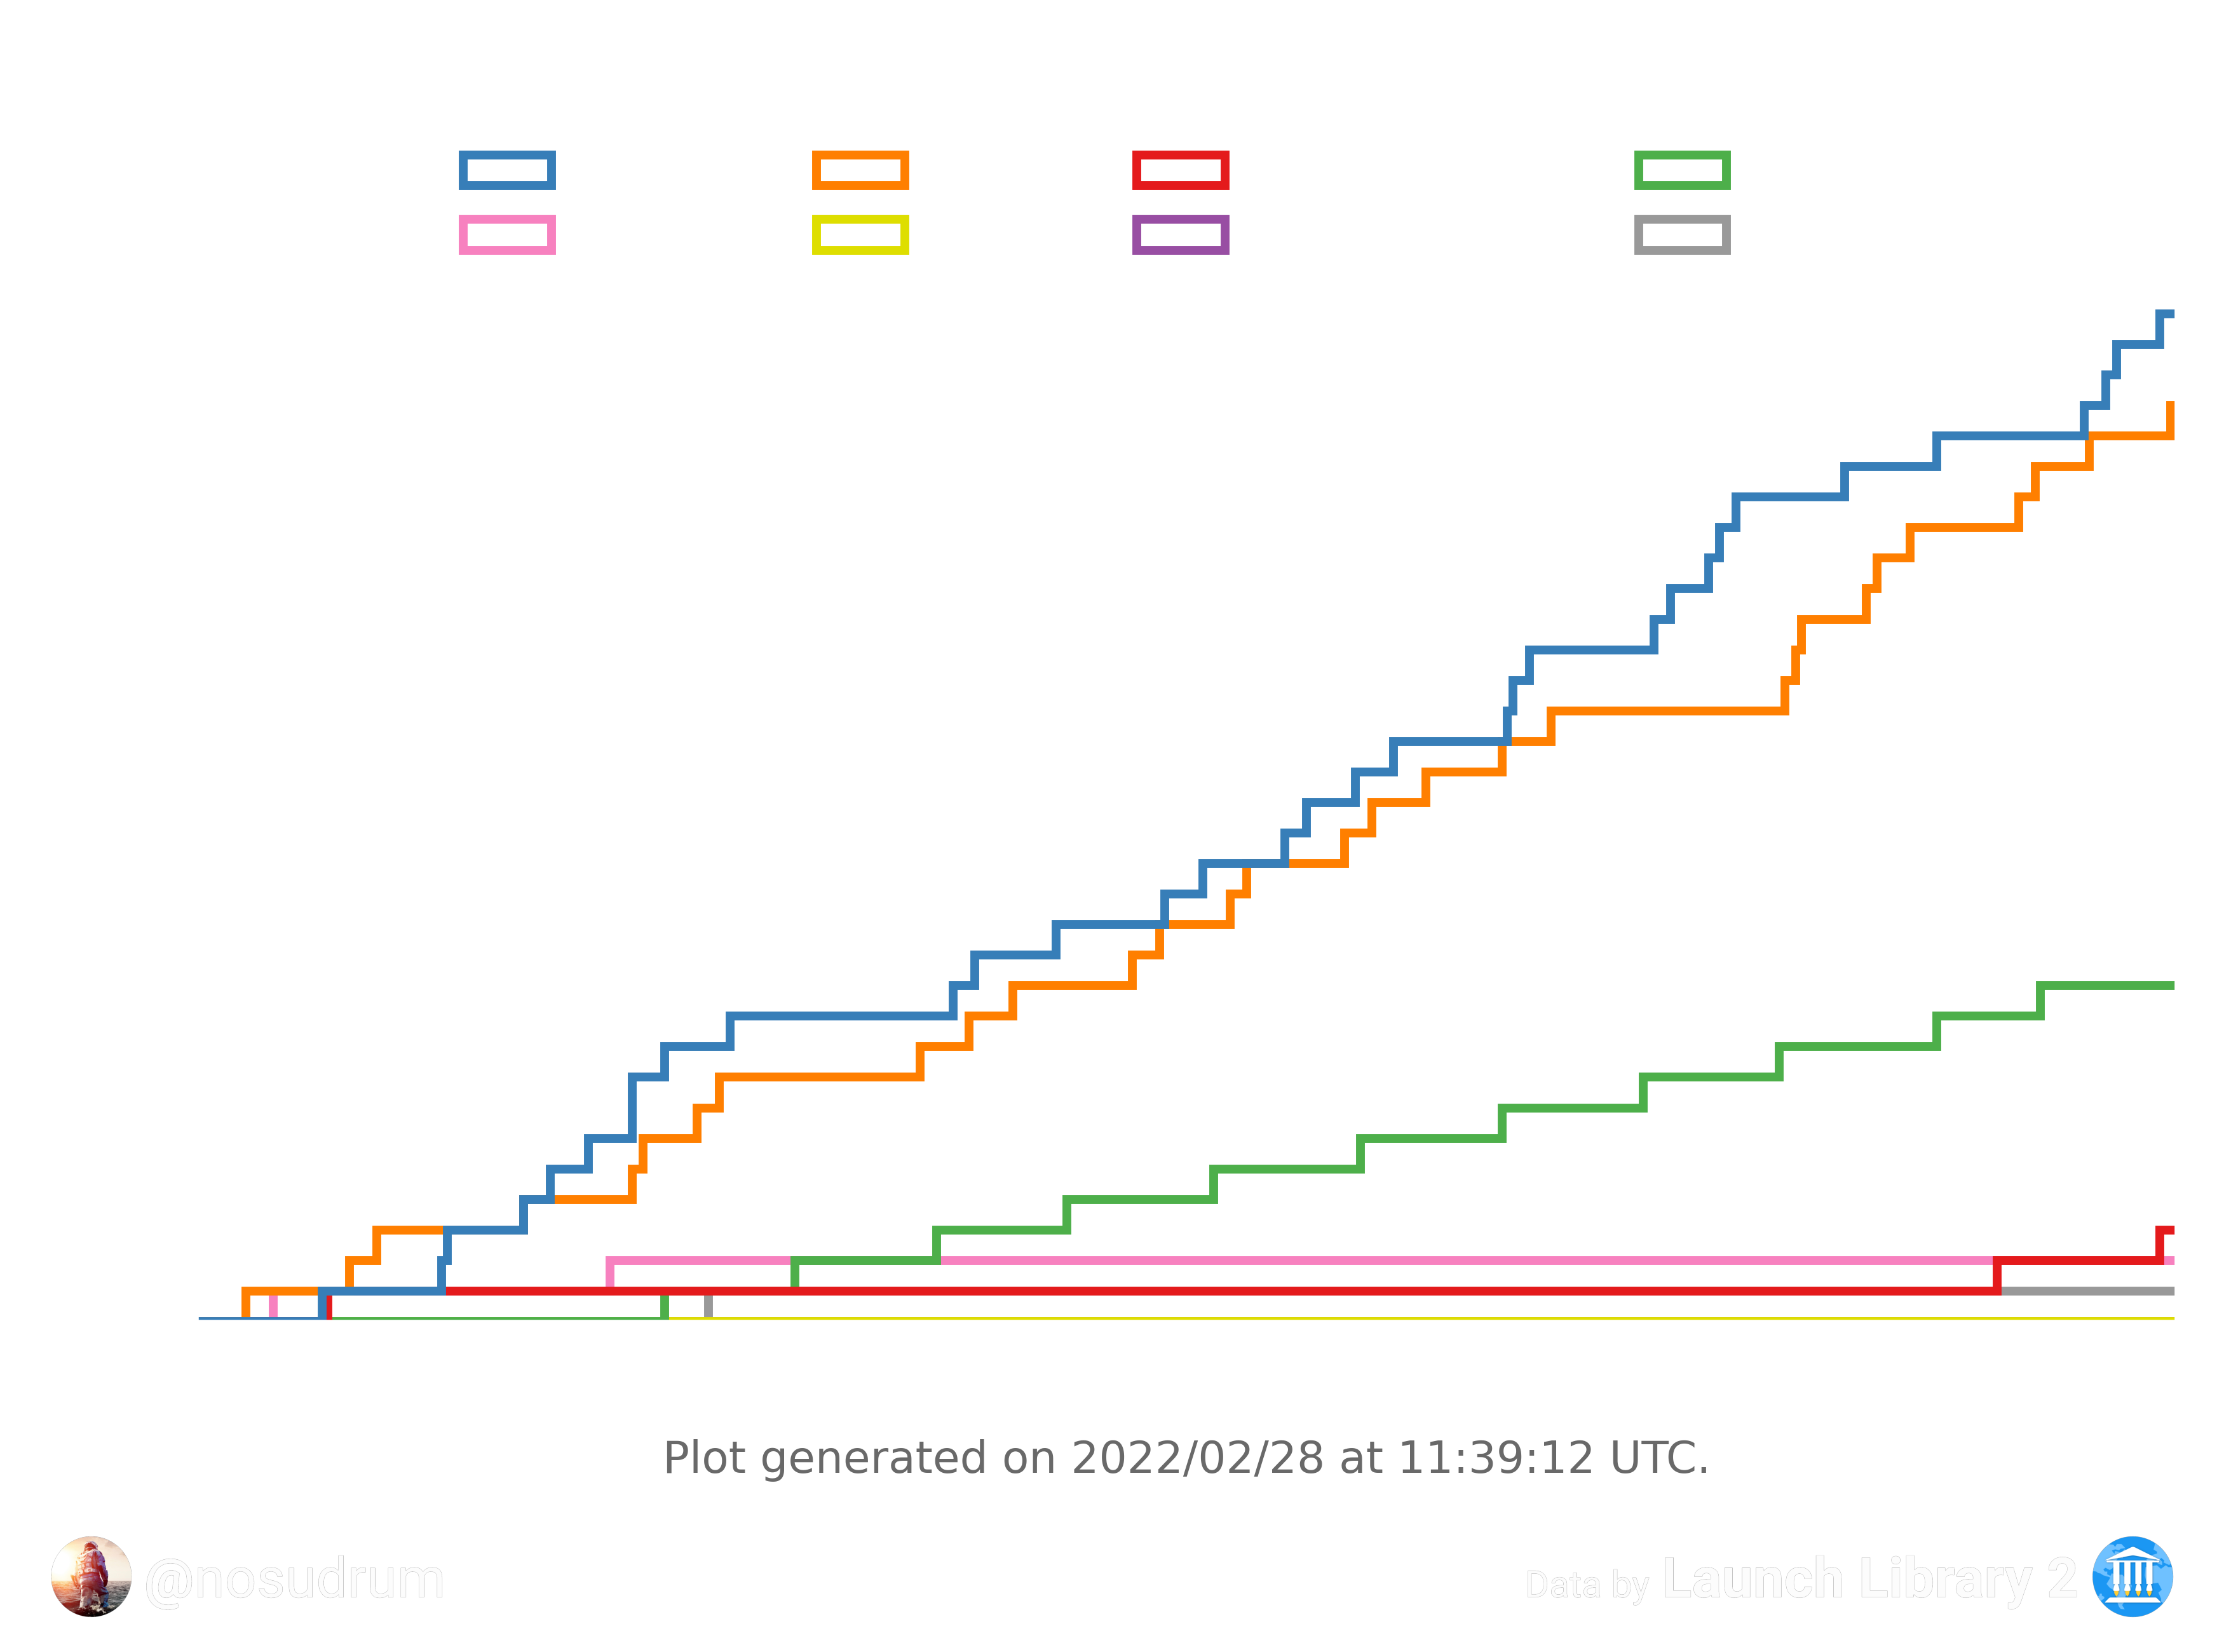 Plot generated on 2022/02/28 at 11:39:12 UTC.
@nosudrum
Data by Launch Library 2